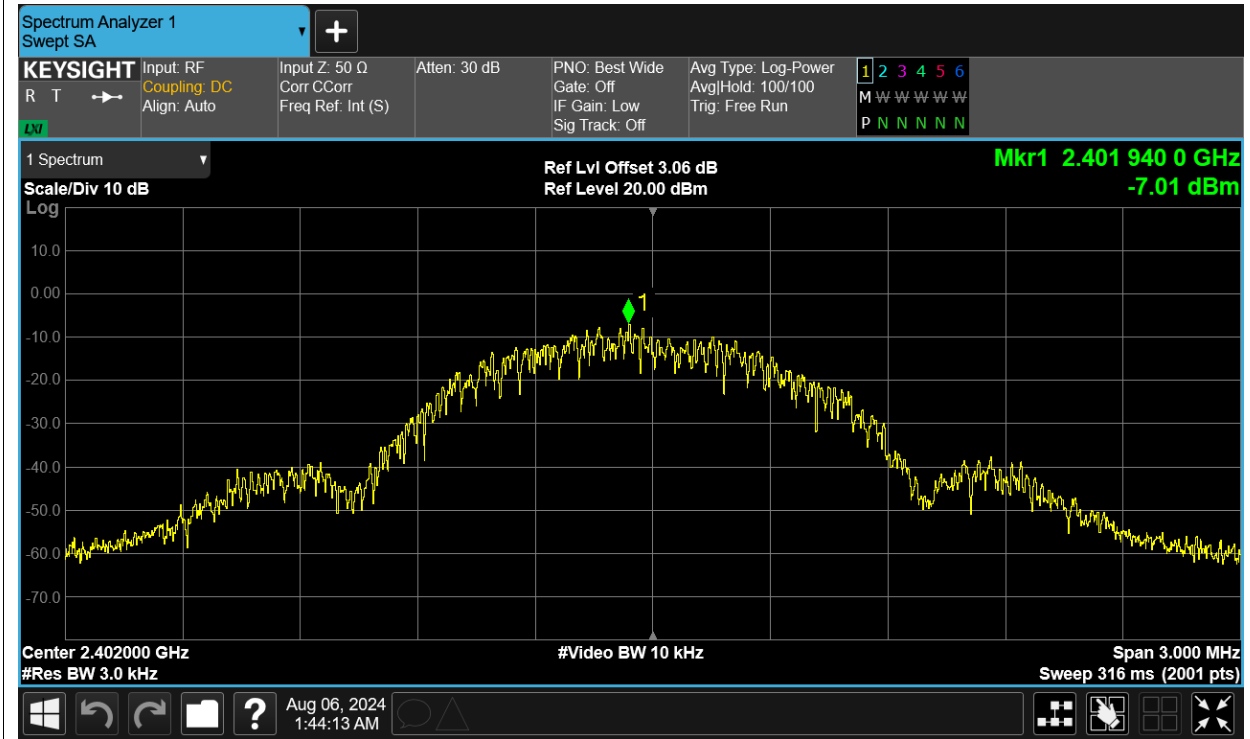 Spectrum Analyzer 1
Swept SA
KEYSIGHT
R T
LXI
Input: RF
Coupling: DC
Align: Auto
Input Z: 50 Ω
Corr CCorr
Freq Ref: Int (S)
Atten: 30 dB
PNO: Best Wide
Gate: Off
IF Gain: Low
Sig Track: Off
Avg Type: Log-Power
Avg|Hold: 100/100
Trig: Free Run
1 2 3 4 5 6
M W W W W W
P N N N N N
1 Spectrum
Scale/Div 10 dB
Log
Ref Lvl Offset 3.06 dB
Ref Level 20.00 dBm
Mkr1 2.401 940 0 GHz
-7.01 dBm
10.0
0.00
-10.0
-20.0
-30.0
-40.0
-50.0
-60.0
-70.0
1
Center 2.402000 GHz
#Res BW 3.0 kHz
#Video BW 10 kHz
Span 3.000 MHz
Sweep 316 ms (2001 pts)
?
Aug 06, 2024
1:44:13 AM